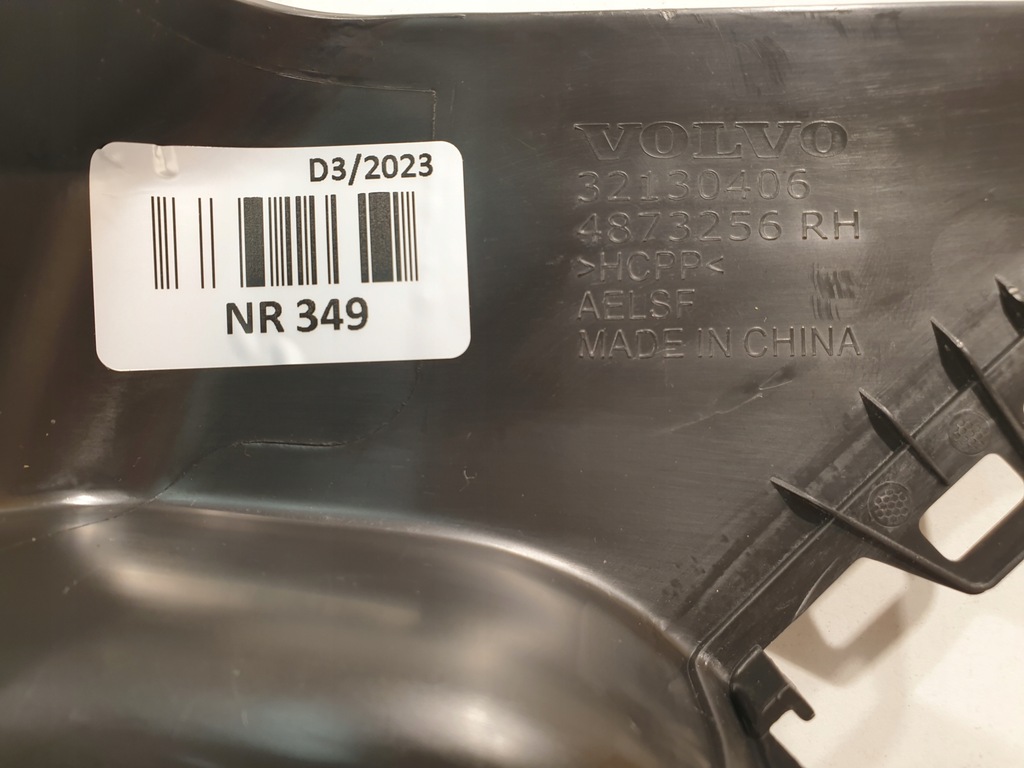 D3/2023
NR 349
VOLVO
32130406
4873256 RH
>HCPP<
AELSF
MADE IN CHINA